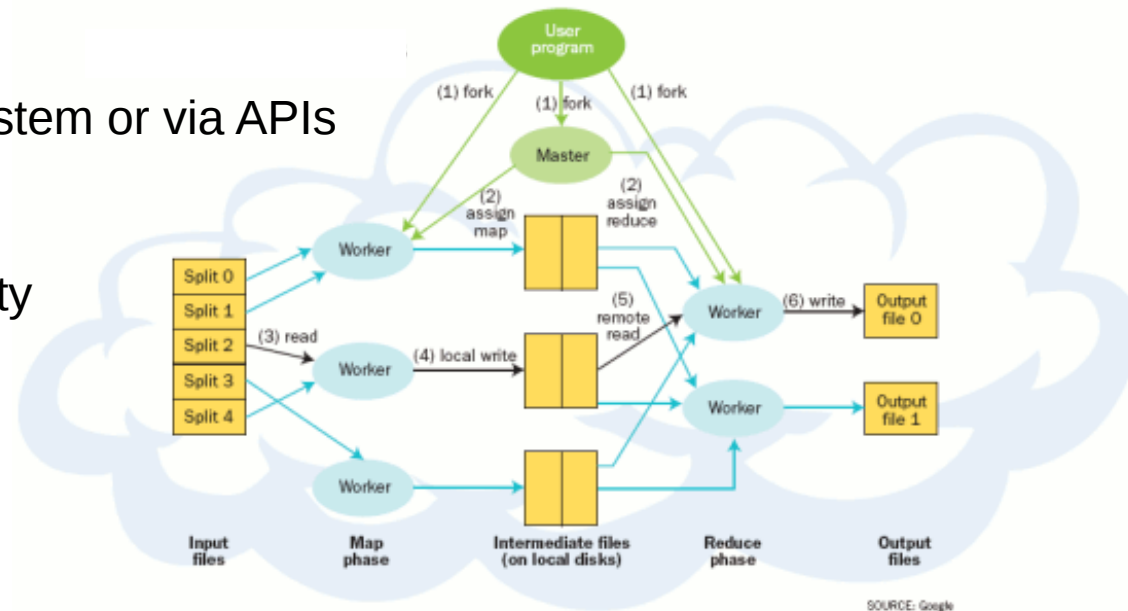 User
program
(1) fork
(1) fork
(1) fork
stem or via APIs
Master
(2)
assign
map
(2)
assign
reduce
Worker
ty
Split 0
Split 1
Split 2
Split 3
Split 4
(3) read
Worker
(4) local write
(5)
remote
read
Worker
(6) write
Output
file 0
Worker
Output
file 1
Worker
Input
files
Map
phase
Intermediate files
(on local disks)
Reduce
phase
Output
files
SOURCE: Google